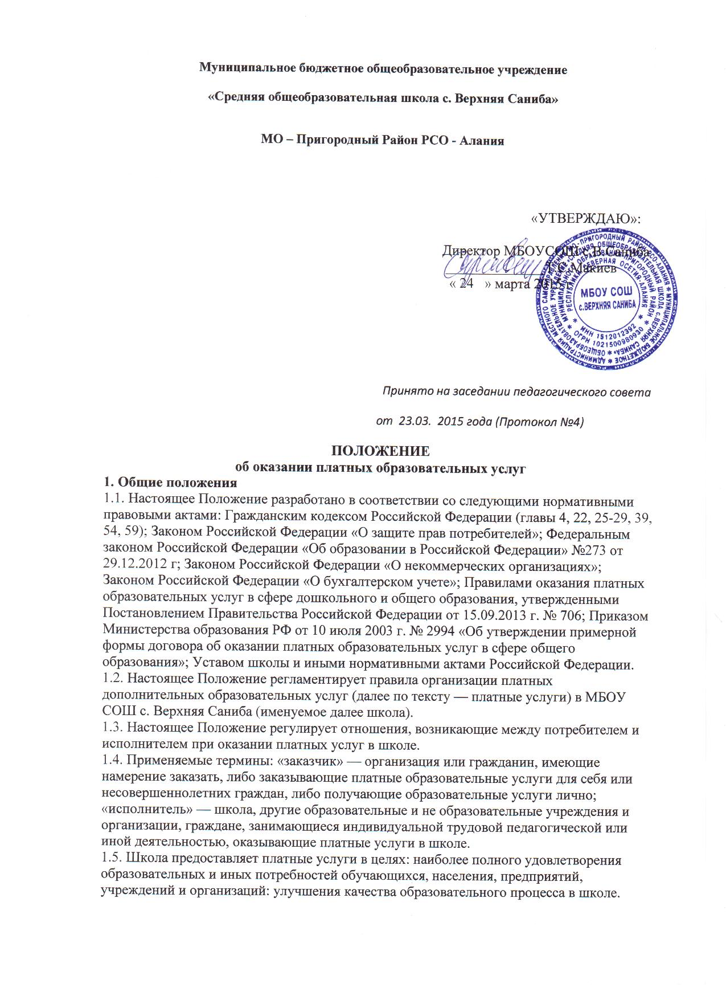 Муниципальное бюджетное общеобразовательное учреждение
«Средняя общеобразовательная школа с. Верхняя Саниба»
МО – Пригородный Район РСО - Алания
«УТВЕРЖДАЮ»:
Директор МБОУСОШ с.В.Саниба
Макиев
« 24 » марта 2015 г
МБОУ СОШ
с.ВЕРХНЯЯ САНИБА
ИНН 1512012392
ОГРН 1021500980930
РЕСПУБЛИКИ СЕВЕРНАЯ ОСЕТИЯ-АЛАНИЯ
Принято на заседании педагогического совета
от 23.03. 2015 года (Протокол №4)
ПОЛОЖЕНИЕ
об оказании платных образовательных услуг
1. Общие положения
1.1. Настоящее Положение разработано в соответствии со следующими нормативными
правовыми актами: Гражданским кодексом Российской Федерации (главы 4, 22, 25-29, 39,
54, 59); Законом Российской Федерации «О защите прав потребителей»; Федеральным
законом Российской Федерации «Об образовании в Российской Федерации» №273 от
29.12.2012 г; Законом Российской Федерации «О некоммерческих организациях»;
Законом Российской Федерации «О бухгалтерском учете»; Правилами оказания платных
образовательных услуг в сфере дошкольного и общего образования, утвержденными
Постановлением Правительства Российской Федерации от 15.09.2013 г. № 706; Приказом
Министерства образования РФ от 10 июля 2003 г. № 2994 «Об утверждении примерной
формы договора об оказании платных образовательных услуг в сфере общего
образования»; Уставом школы и иными нормативными актами Российской Федерации.
1.2. Настоящее Положение регламентирует правила организации платных
дополнительных образовательных услуг (далее по тексту — платные услуги) в МБОУ
СОШ с. Верхняя Саниба (именуемое далее школа).
1.3. Настоящее Положение регулирует отношения, возникающие между потребителем и
исполнителем при оказании платных услуг в школе.
1.4. Применяемые термины: «заказчик» — организация или гражданин, имеющие
намерение заказать, либо заказывающие платные образовательные услуги для себя или
несовершеннолетних граждан, либо получающие образовательные услуги лично;
«исполнитель» — школа, другие образовательные и не образовательные учреждения и
организации, граждане, занимающиеся индивидуальной трудовой педагогической или
иной деятельностью, оказывающие платные услуги в школе.
1.5. Школа предоставляет платные услуги в целях: наиболее полного удовлетворения
образовательных и иных потребностей обучающихся, населения, предприятий,
учреждений и организаций: улучшения качества образовательного процесса в школе.